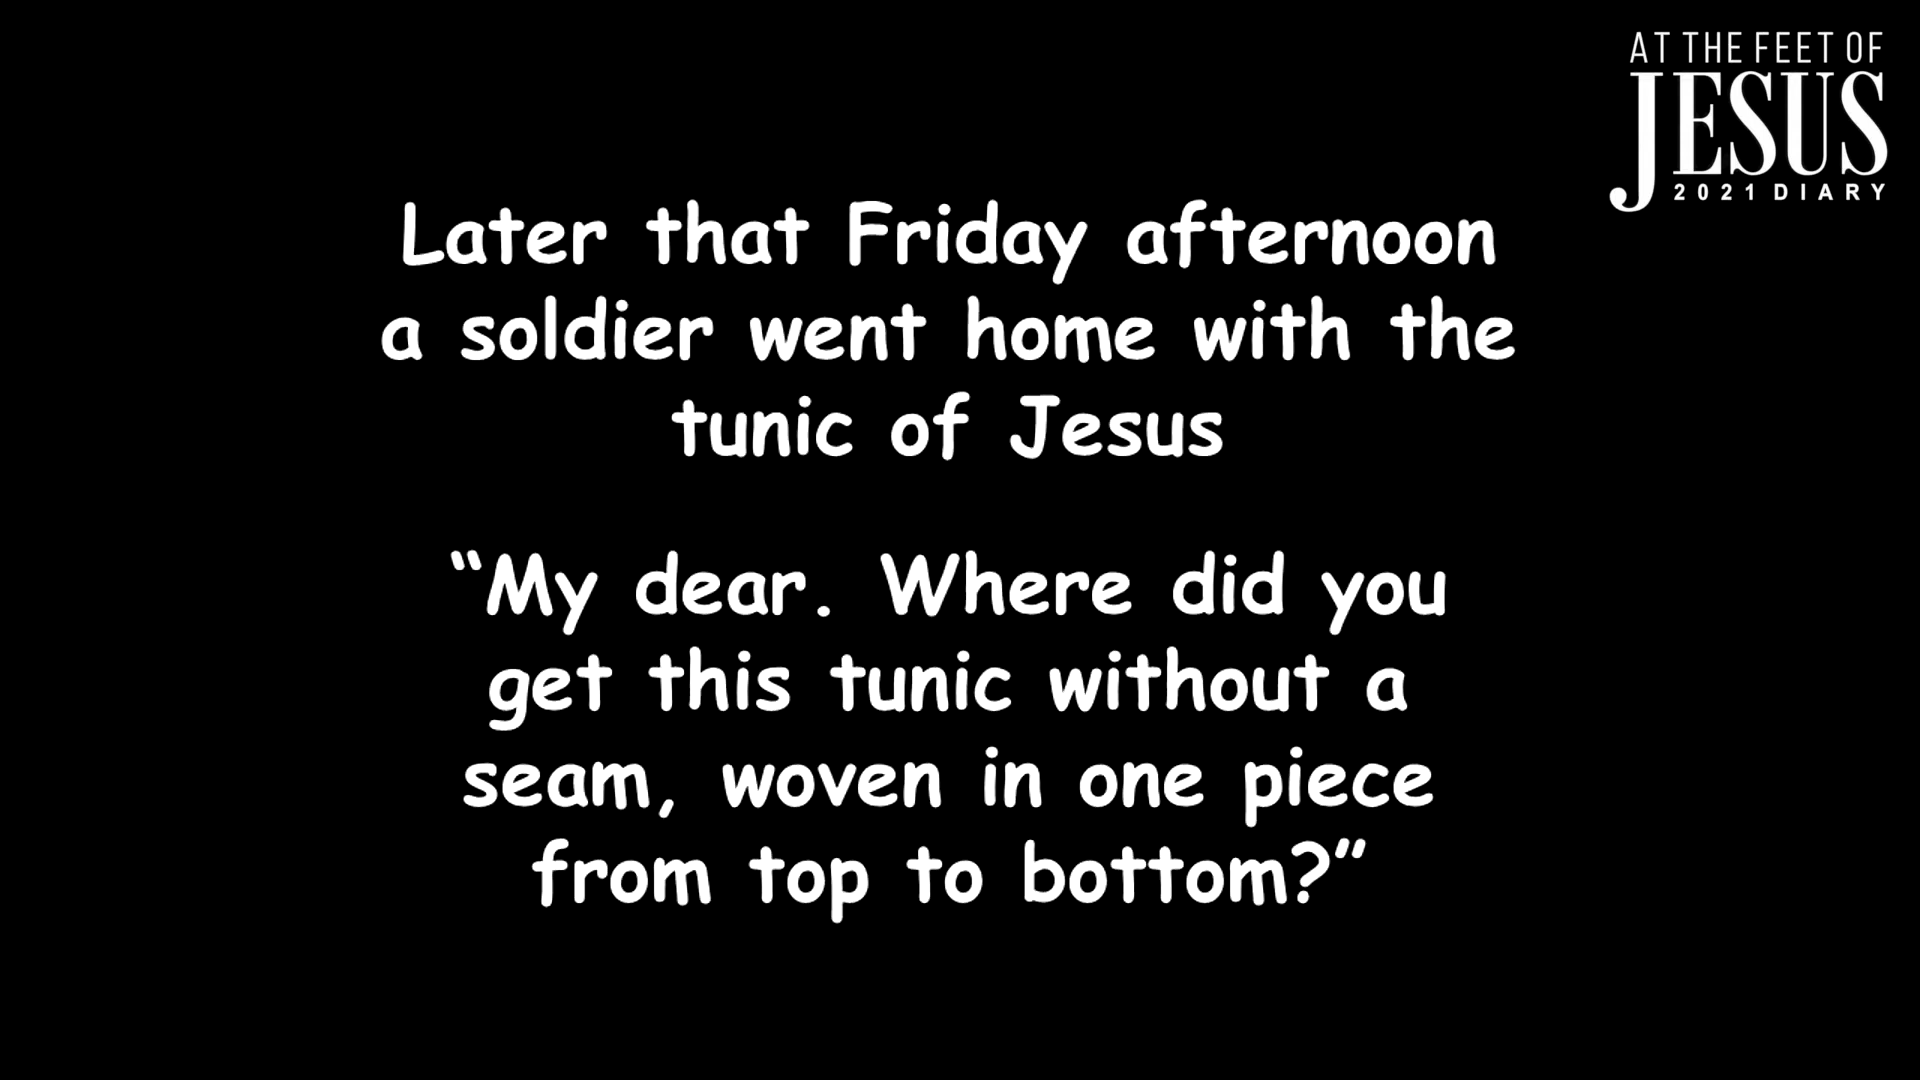 AT THE FEET OF
JESUS
2021 DIARY
Later that Friday afternoon
a soldier went home with the
tunic of Jesus
“My dear. Where did you
get this tunic without a
seam, woven in one piece
from top to bottom?”